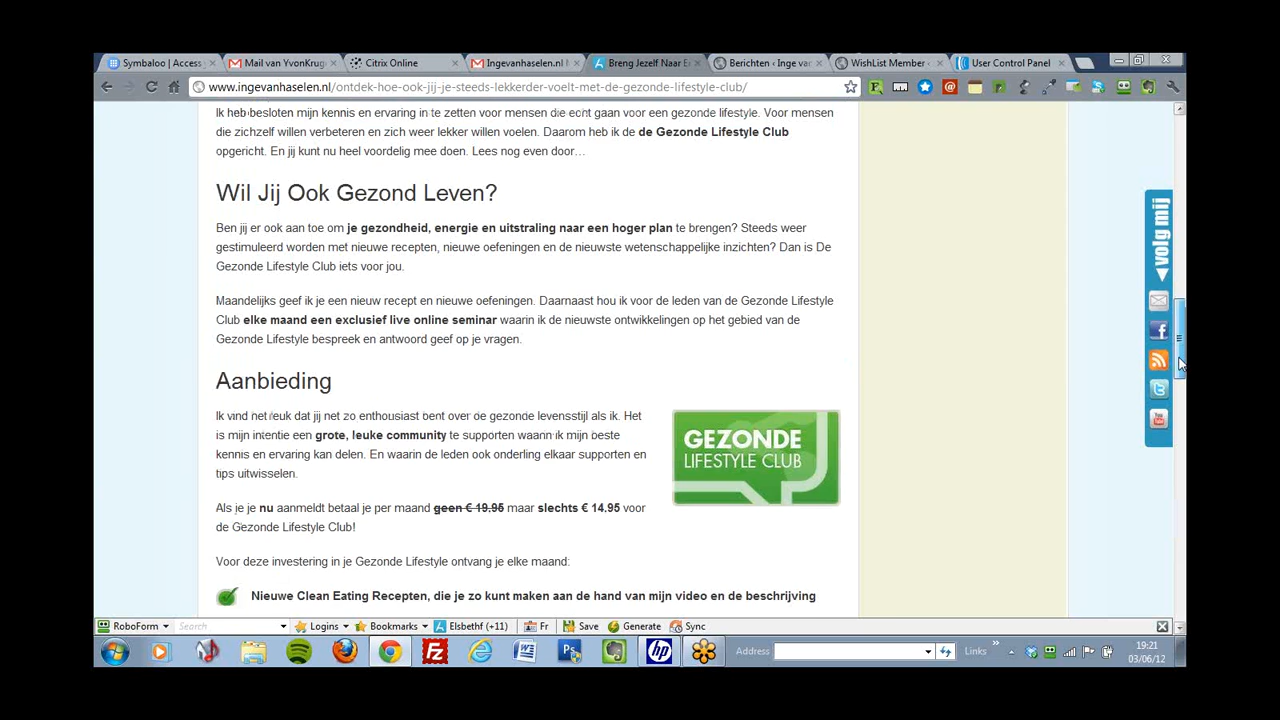 Symbaloo | Access
Mail van YvonKrug
Citrix Online
Ingevanhaselen.nl
Breng Jezelf Naar E
Berichten ‹ Inge van
WishList Member ‹
User Control Panel
www.ingevanhaselen.nl/ontdek-hoe-ook-jij-je-steeds-lekkerder-voelt-met-de-gezonde-lifestyle-club/
Ik heb besloten mijn kennis en ervaring in te zetten voor mensen die echt gaan voor een gezonde lifestyle. Voor mensen
die zichzelf willen verbeteren en zich weer lekker willen voelen. Daarom heb ik de de Gezonde Lifestyle Club
opgericht. En jij kunt nu heel voordelig mee doen. Lees nog even door…
Wil Jij Ook Gezond Leven?
Ben jij er ook aan toe om je gezondheid, energie en uitstraling naar een hoger plan te brengen? Steeds weer
gestimuleerd worden met nieuwe recepten, nieuwe oefeningen en de nieuwste wetenschappelijke inzichten? Dan is De
Gezonde Lifestyle Club iets voor jou.
Maandelijks geef ik je een nieuw recept en nieuwe oefeningen. Daarnaast hou ik voor de leden van de Gezonde Lifestyle
Club elke maand een exclusief live online seminar waarin ik de nieuwste ontwikkelingen op het gebied van de
Gezonde Lifestyle bespreek en antwoord geef op je vragen.
Aanbieding
Ik vind het leuk dat jij net zo enthousiast bent over de gezonde levensstijl als ik. Het
is mijn intentie een grote, leuke community te supporten waarin ik mijn beste
kennis en ervaring kan delen. En waarin de leden ook onderling elkaar supporten en
tips uitwisselen.
GEZONDE
LIFESTYLE CLUB
Als je je nu aanmeldt betaal je per maand geen € 19.95 maar slechts € 14.95 voor
de Gezonde Lifestyle Club!
Voor deze investering in je Gezonde Lifestyle ontvang je elke maand:
Nieuwe Clean Eating Recepten, die je zo kunt maken aan de hand van mijn video en de beschrijving
volg mij
RoboForm Search Logins Bookmarks Elsbethf (+11) Fr Save Generate Sync
Address Links
19:21
03/06/12